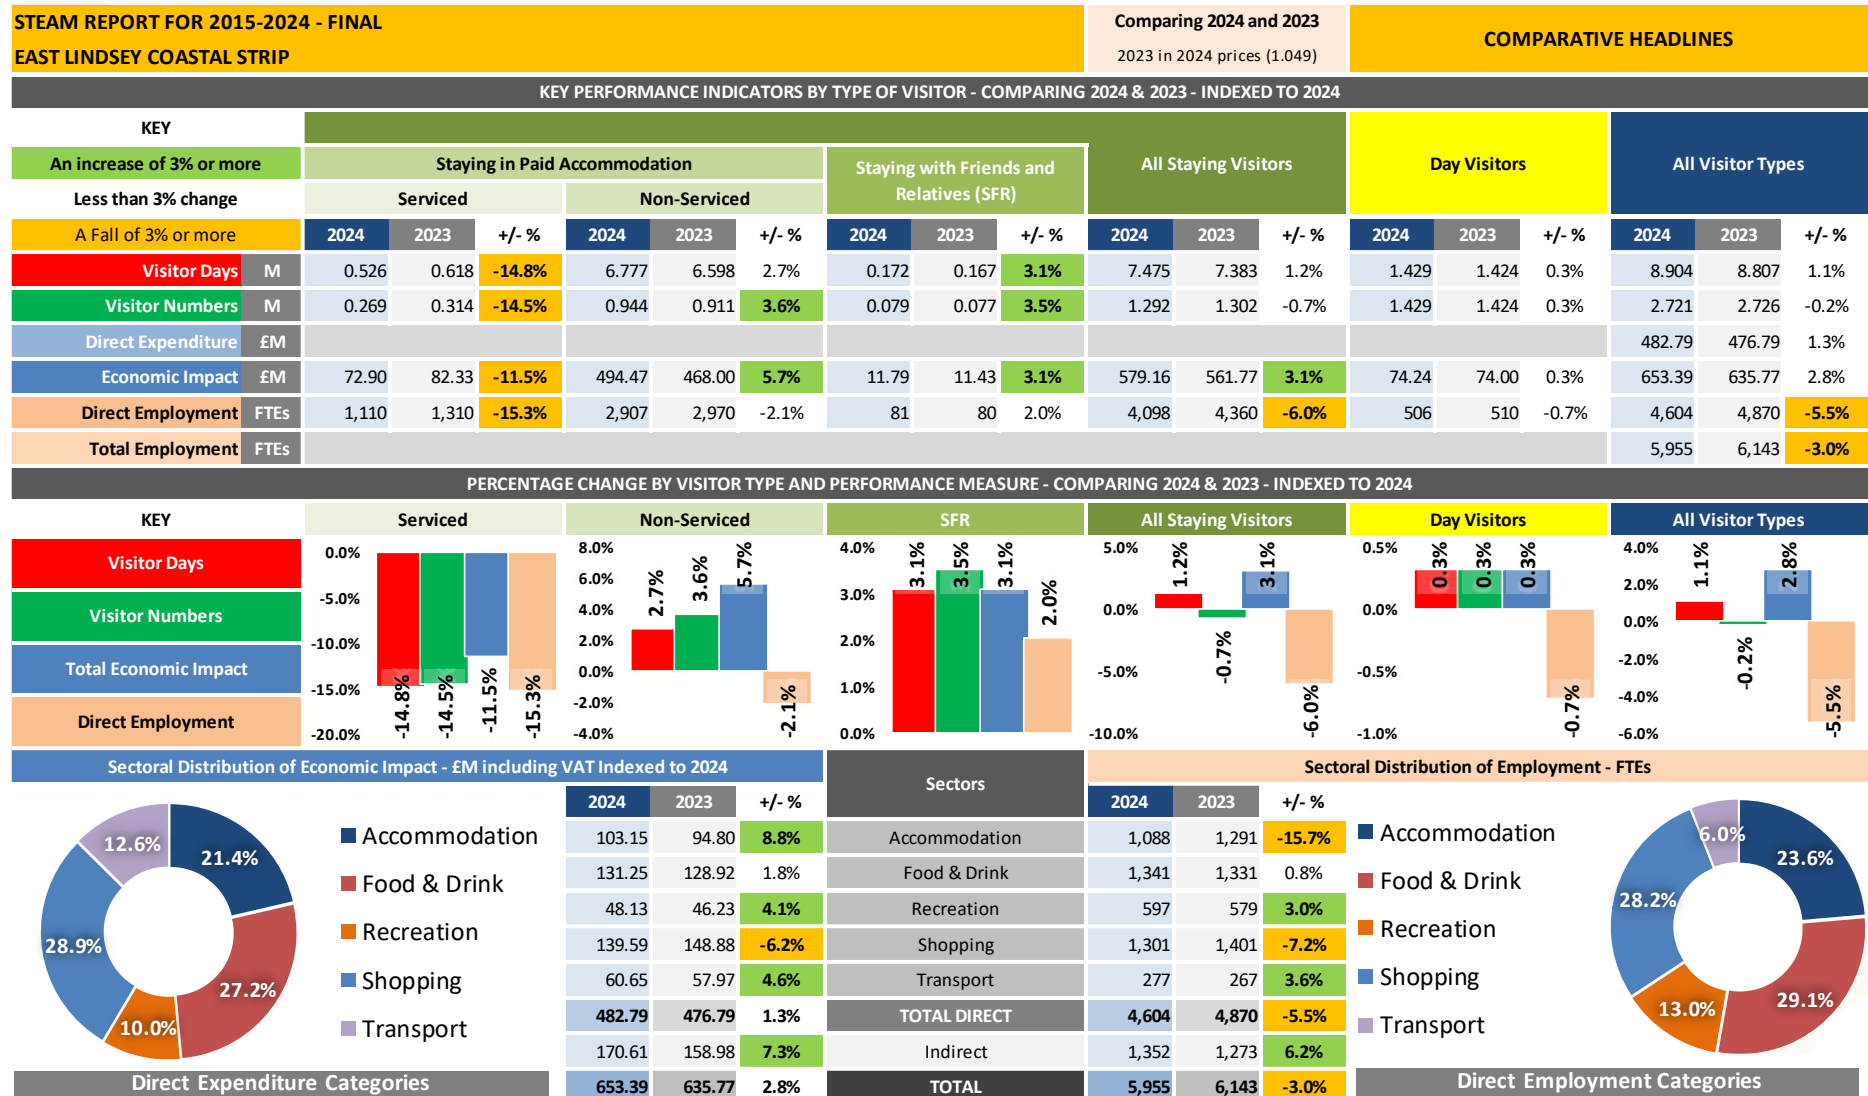 STEAM REPORT FOR 2015-2024 - FINAL
EAST LINDSEY COASTAL STRIP
Comparing 2024 and 2023
2023 in 2024 prices (1.049)
COMPARATIVE HEADLINES
KEY PERFORMANCE INDICATORS BY TYPE OF VISITOR - COMPARING 2024 & 2023 - INDEXED TO 2024
KEY
An increase of 3% or more
Less than 3% change
A Fall of 3% or more
Staying in Paid Accommodation
Serviced
Non-Serviced
Staying with Friends and
Relatives (SFR)
All Staying Visitors
Day Visitors
All Visitor Types
2024 2023 +/- % 2024 2023 +/- % 2024 2023 +/- % 2024 2023 +/- % 2024 2023 +/- % 2024 2023 +/- %
Visitor Days M 0.526 0.618 -14.8% 6.777 6.598 2.7% 0.172 0.167 3.1% 7.475 7.383 1.2% 1.429 1.424 0.3% 8.904 8.807 1.1%
Visitor Numbers M 0.269 0.314 -14.5% 0.944 0.911 3.6% 0.079 0.077 3.5% 1.292 1.302 -0.7% 1.429 1.424 0.3% 2.721 2.726 -0.2%
Direct Expenditure £M 482.79 476.79 1.3%
Economic Impact £M 72.90 82.33 -11.5% 494.47 468.00 5.7% 11.79 11.43 3.1% 579.16 561.77 3.1% 74.24 74.00 0.3% 653.39 635.77 2.8%
Direct Employment FTEs 1,110 1,310 -15.3% 2,907 2,970 -2.1% 81 80 2.0% 4,098 4,360 -6.0% 506 510 -0.7% 4,604 4,870 -5.5%
Total Employment FTEs 5,955 6,143 -3.0%
PERCENTAGE CHANGE BY VISITOR TYPE AND PERFORMANCE MEASURE - COMPARING 2024 & 2023 - INDEXED TO 2024
KEY
Visitor Days
Visitor Numbers
Total Economic Impact
Direct Employment
Serviced
0.0%
-5.0%
-10.0%
-15.0%
-20.0%
-14.8% -14.5% -11.5% -15.3%
Non-Serviced
8.0%
6.0%
4.0%
2.0%
0.0%
-2.0%
-4.0%
2.7% 3.6% 5.7% -2.1%
SFR
4.0%
3.0%
2.0%
1.0%
0.0%
3.1% 3.5% 3.1% 2.0%
All Staying Visitors
5.0%
0.0%
-5.0%
-10.0%
1.2% -0.7% 3.1% -6.0%
Day Visitors
0.5%
0.0%
-0.5%
-1.0%
0.3% 0.3% 0.3% -0.7%
All Visitor Types
4.0%
2.0%
0.0%
-2.0%
-4.0%
-6.0%
1.1% -0.2% 2.8% -5.5%
Sectoral Distribution of Economic Impact - £M including VAT Indexed to 2024
Sectors
Sectoral Distribution of Employment - FTEs
2024 2023 +/- % 2024 2023 +/- %
103.15 94.80 8.8% Accommodation 1,088 1,291 -15.7%
131.25 128.92 1.8% Food & Drink 1,341 1,331 0.8%
48.13 46.23 4.1% Recreation 597 579 3.0%
139.59 148.88 -6.2% Shopping 1,301 1,401 -7.2%
60.65 57.97 4.6% Transport 277 267 3.6%
482.79 476.79 1.3% TOTAL DIRECT 4,604 4,870 -5.5%
170.61 158.98 7.3% Indirect 1,352 1,273 6.2%
653.39 635.77 2.8% TOTAL 5,955 6,143 -3.0%
21.4%
27.2%
10.0%
28.9%
12.6%
Accommodation
Food & Drink
Recreation
Shopping
Transport
Direct Expenditure Categories
Accommodation
Food & Drink
Recreation
Shopping
Transport
23.6%
29.1%
13.0%
28.2%
6.0%
Direct Employment Categories